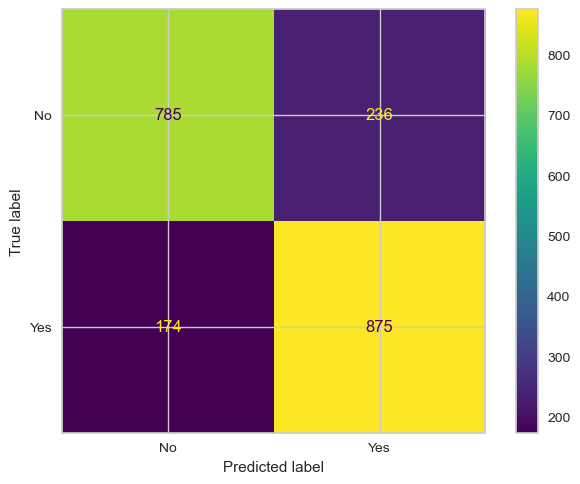 No
785
236
Yes
174
875
No
Yes
Predicted label
True label
800
700
600
500
400
300
200